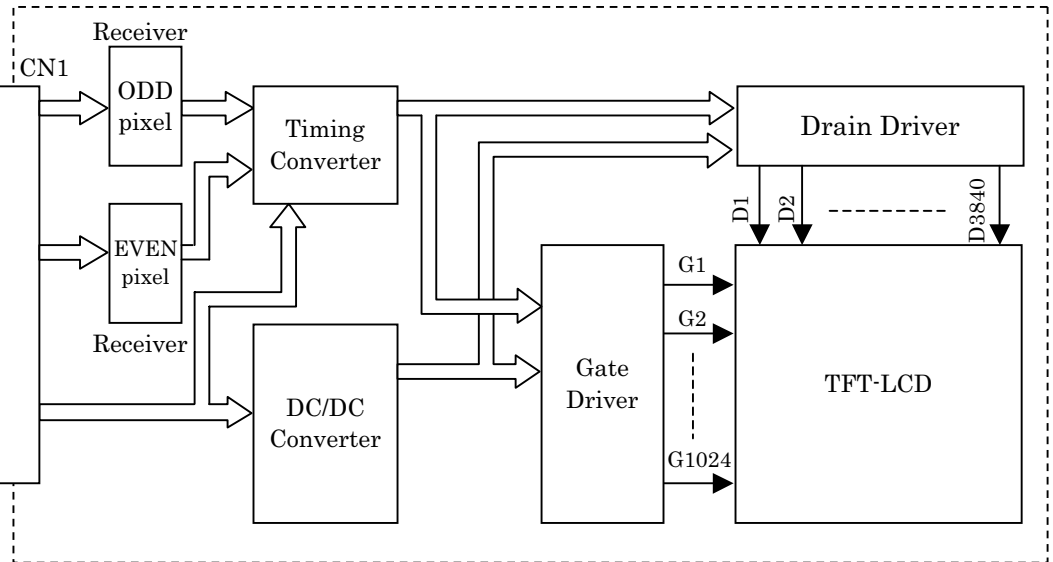 Receiver
CN1
ODD
pixel
Timing
Converter
Drain Driver
D1
D2
D3840
EVEN
pixel
Receiver
G1
G2
Gate
Driver
TFT-LCD
DC/DC
Converter
G1024